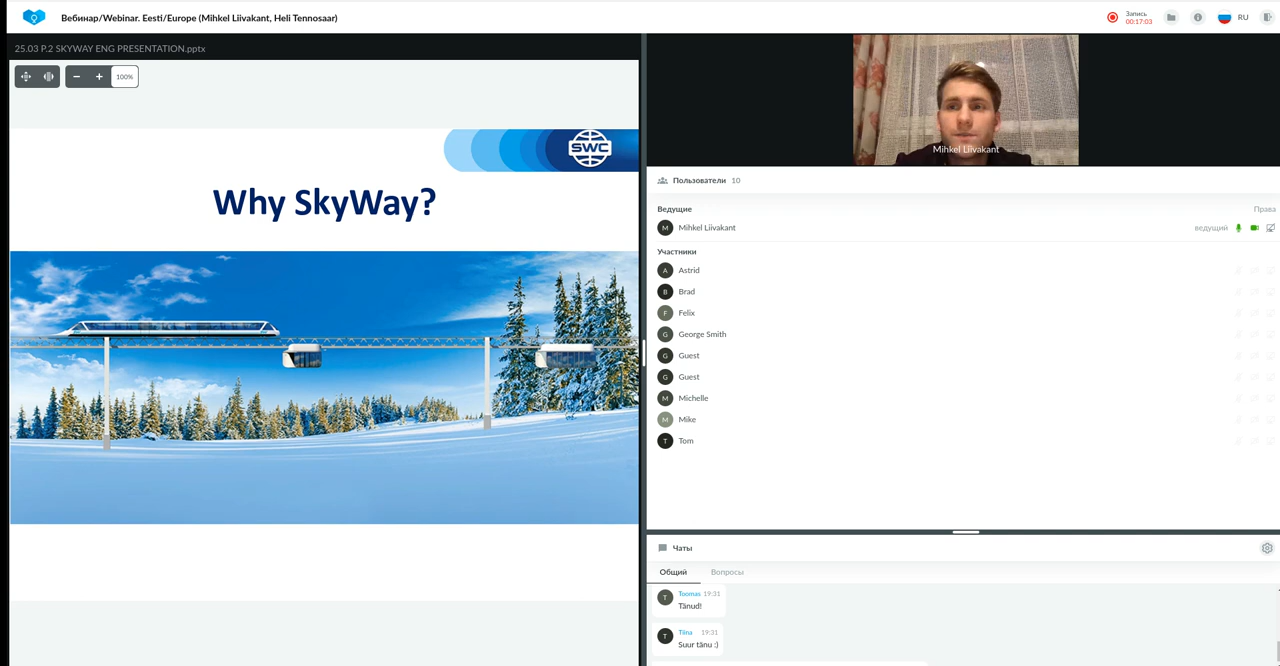 Вебинар/Webinar. Eesti/Europe (Mihkel Liivakant, Heli Tennosaar)
Запись
00:17:03
RU
25.03 P.2 SKYWAY ENG PRESENTATION.pptx
100%
SWC
Why SkyWay?
Mihkel Liivakant
Пользователи 10
Ведущие Права
M Mihkel Liivakant ведущий
Участники
A Astrid
B Brad
F Felix
G George Smith
G Guest
G Guest
M Michelle
M Mike
T Tom
Чаты
Общий Вопросы
T Toomas 19:31
Tänud!
T Tiina 19:31
Suur tänu :)